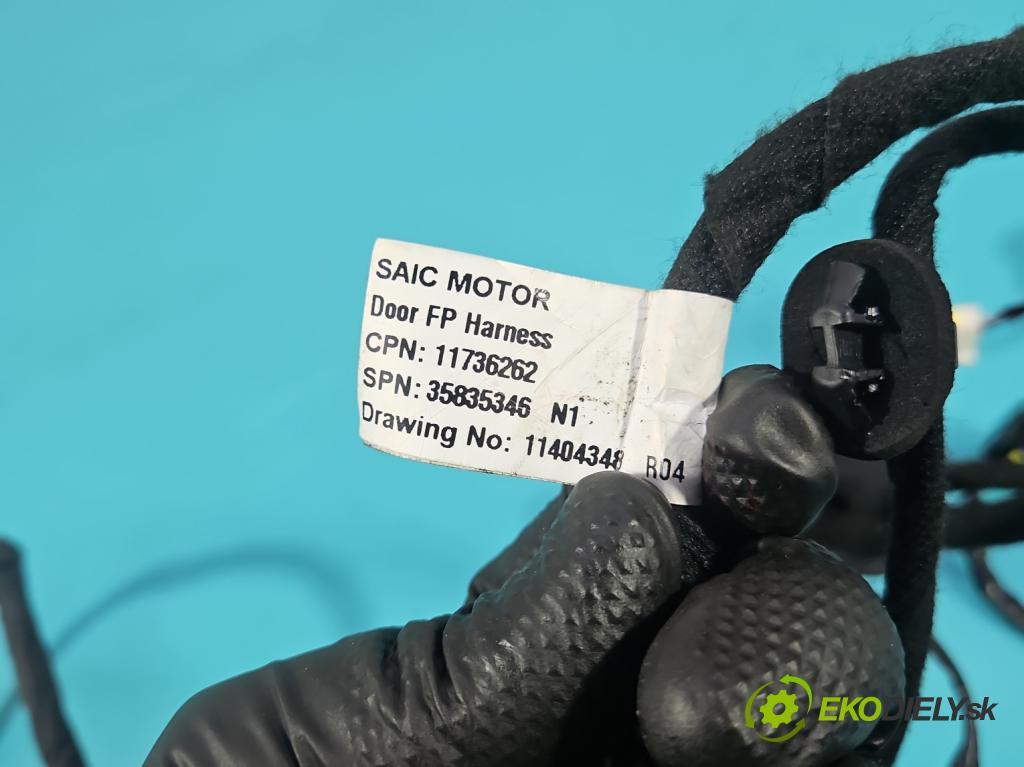 SAIC MOTOR
Door FP Harness
CPN: 11736262
SPN: 35835346 N1
Drawing No: 11404348 R04
EKODIELY.sk